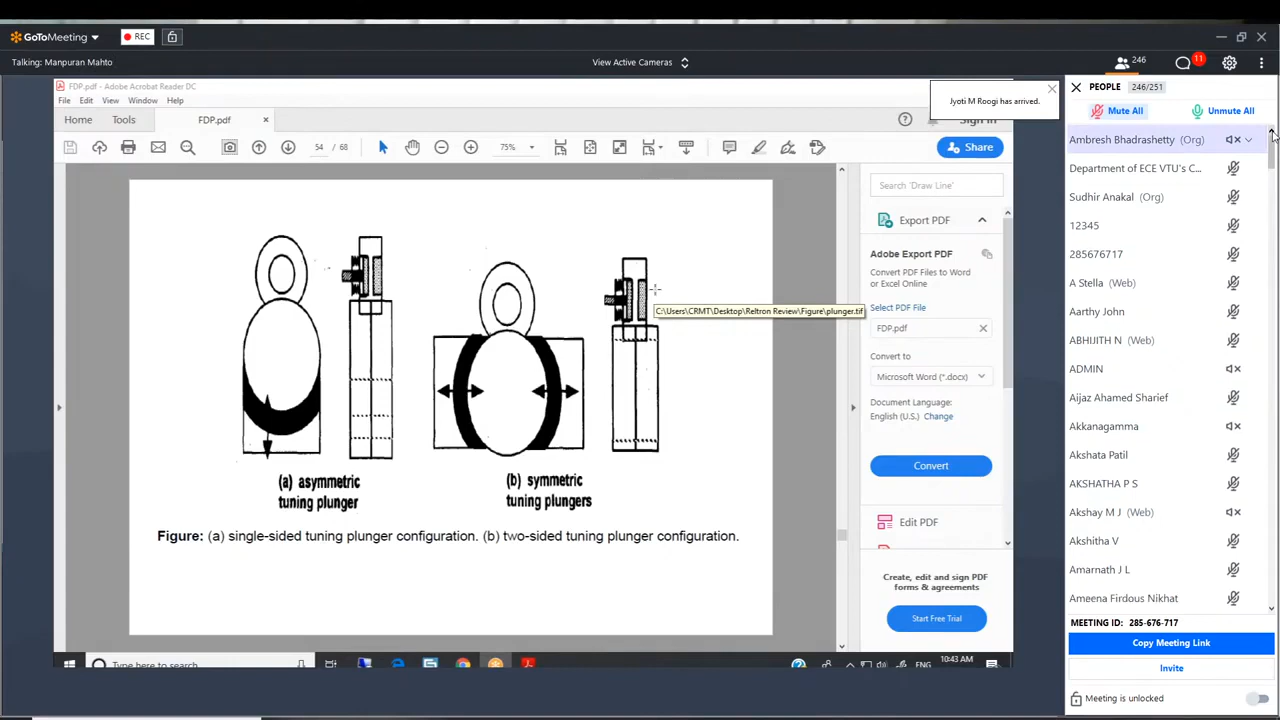 GoToMeeting
REC
Talking: Manpuran Mahto
View Active Cameras
246
11
FDP.pdf - Adobe Acrobat Reader DC
File Edit View Window Help
Home Tools FDP.pdf ×
Sign In
Jyoti M Roogi has arrived.
54 / 68
75%
Share
(a) asymmetric
tuning plunger
(b) symmetric
tuning plungers
Figure: (a) single-sided tuning plunger configuration. (b) two-sided tuning plunger configuration.
C:\Users\CRMT\Desktop\Reltron Review\Figure\plunger.tif
Search 'Draw Line'
Export PDF
Adobe Export PDF
Convert PDF Files to Word
or Excel Online
Select PDF File
FDP.pdf
Convert to
Microsoft Word (*.docx)
Document Language:
English (U.S.) Change
Convert
Edit PDF
Create, edit and sign PDF
forms & agreements
Start Free Trial
Type here to search
ENG
10:43 AM
PEOPLE 246/251
Mute All
Unmute All
Ambresh Bhadrashetty (Org)
Department of ECE VTU's C...
Sudhir Anakal (Org)
12345
285676717
A Stella (Web)
Aarthy John
ABHIJITH N (Web)
ADMIN
Aijaz Ahamed Sharief
Akkanagamma
Akshata Patil
AKSHATHA P S
Akshay M J (Web)
Akshitha V
Amarnath J L
Ameena Firdous Nikhat
MEETING ID: 285-676-717
Copy Meeting Link
Invite
Meeting is unlocked